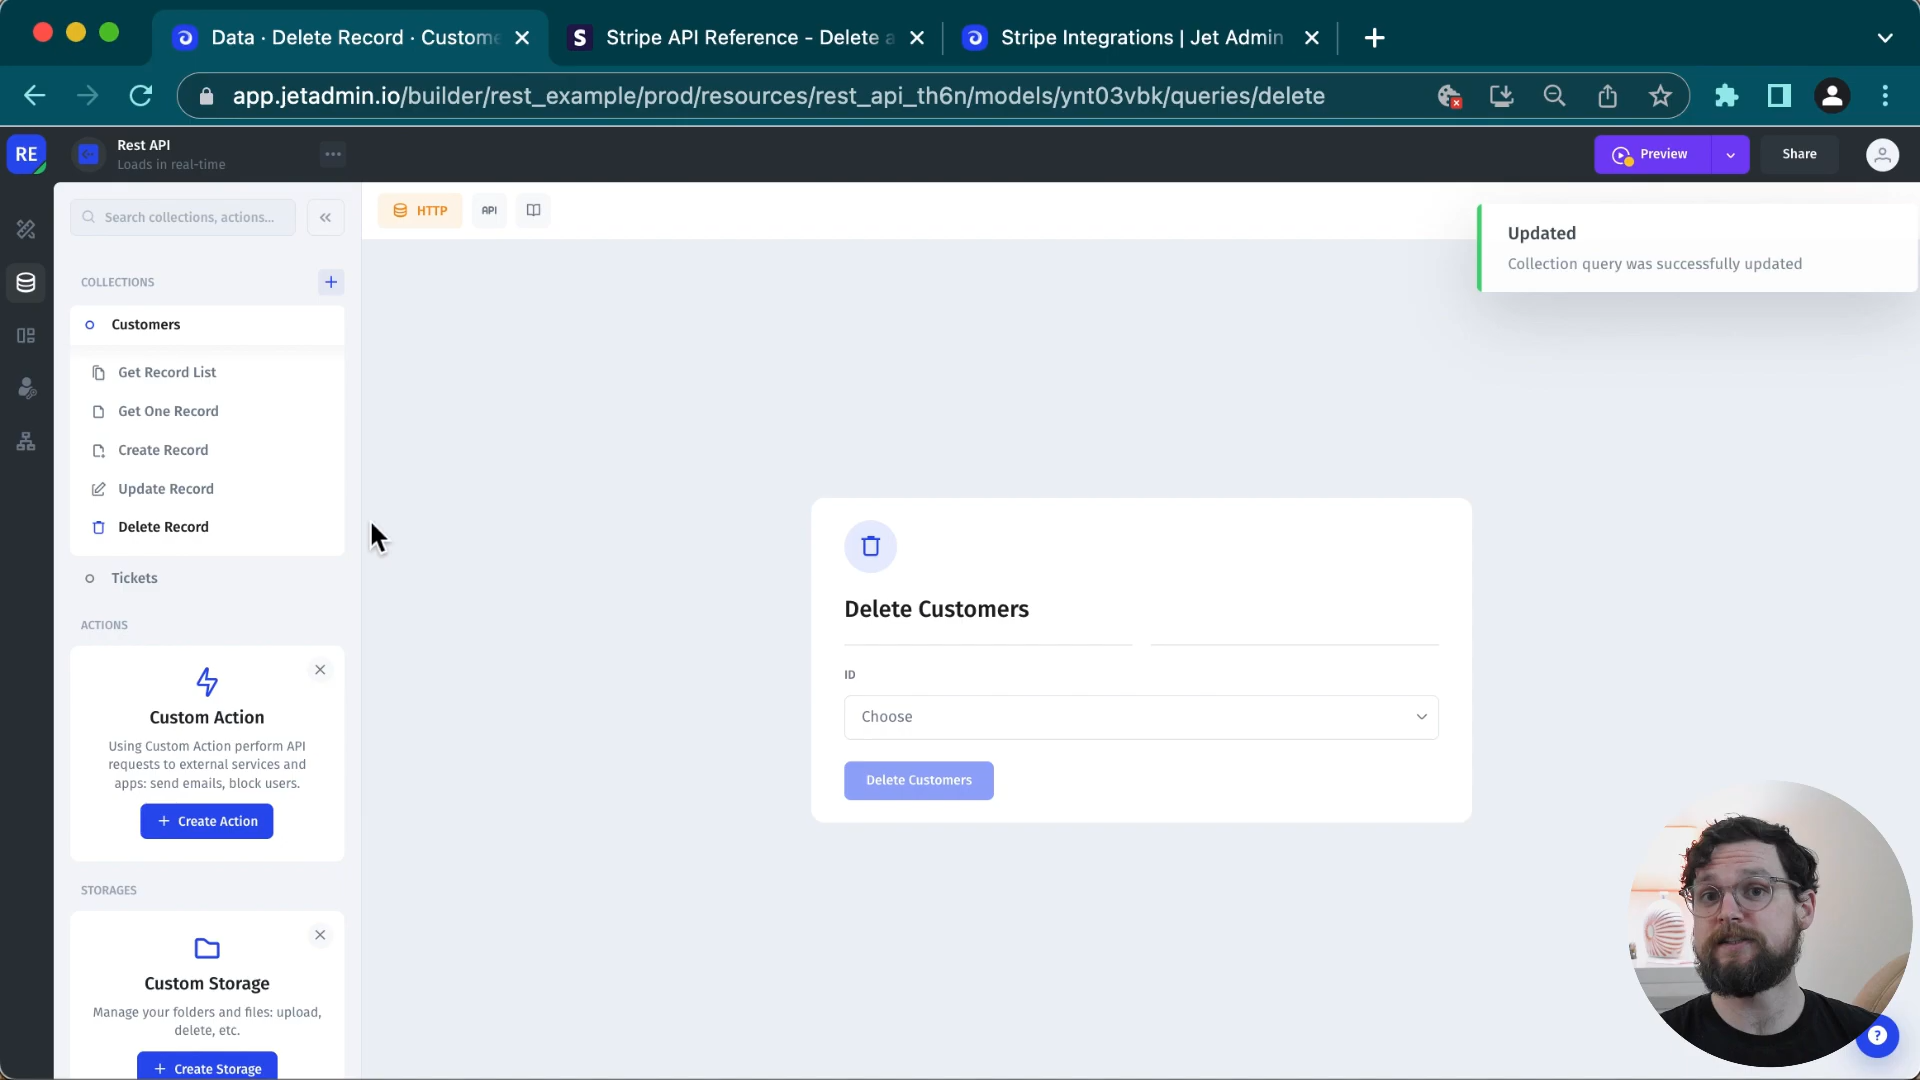 Data · Delete Record · Custome
Stripe API Reference - Delete a
Stripe Integrations | Jet Admin
app.jetadmin.io/builder/rest_example/prod/resources/rest_api_th6n/models/ynt03vbk/queries/delete
RE
Rest API
Loads in real-time
Preview
Share
Search collections, actions...
HTTP
API
Updated
Collection query was successfully updated
COLLECTIONS
Customers
Get Record List
Get One Record
Create Record
Update Record
Delete Record
Tickets
ACTIONS
Custom Action
Using Custom Action perform API
requests to external services and
apps: send emails, block users.
Create Action
STORAGES
Custom Storage
Manage your folders and files: upload,
delete, etc.
Create Storage
Delete Customers
ID
Choose
Delete Customers